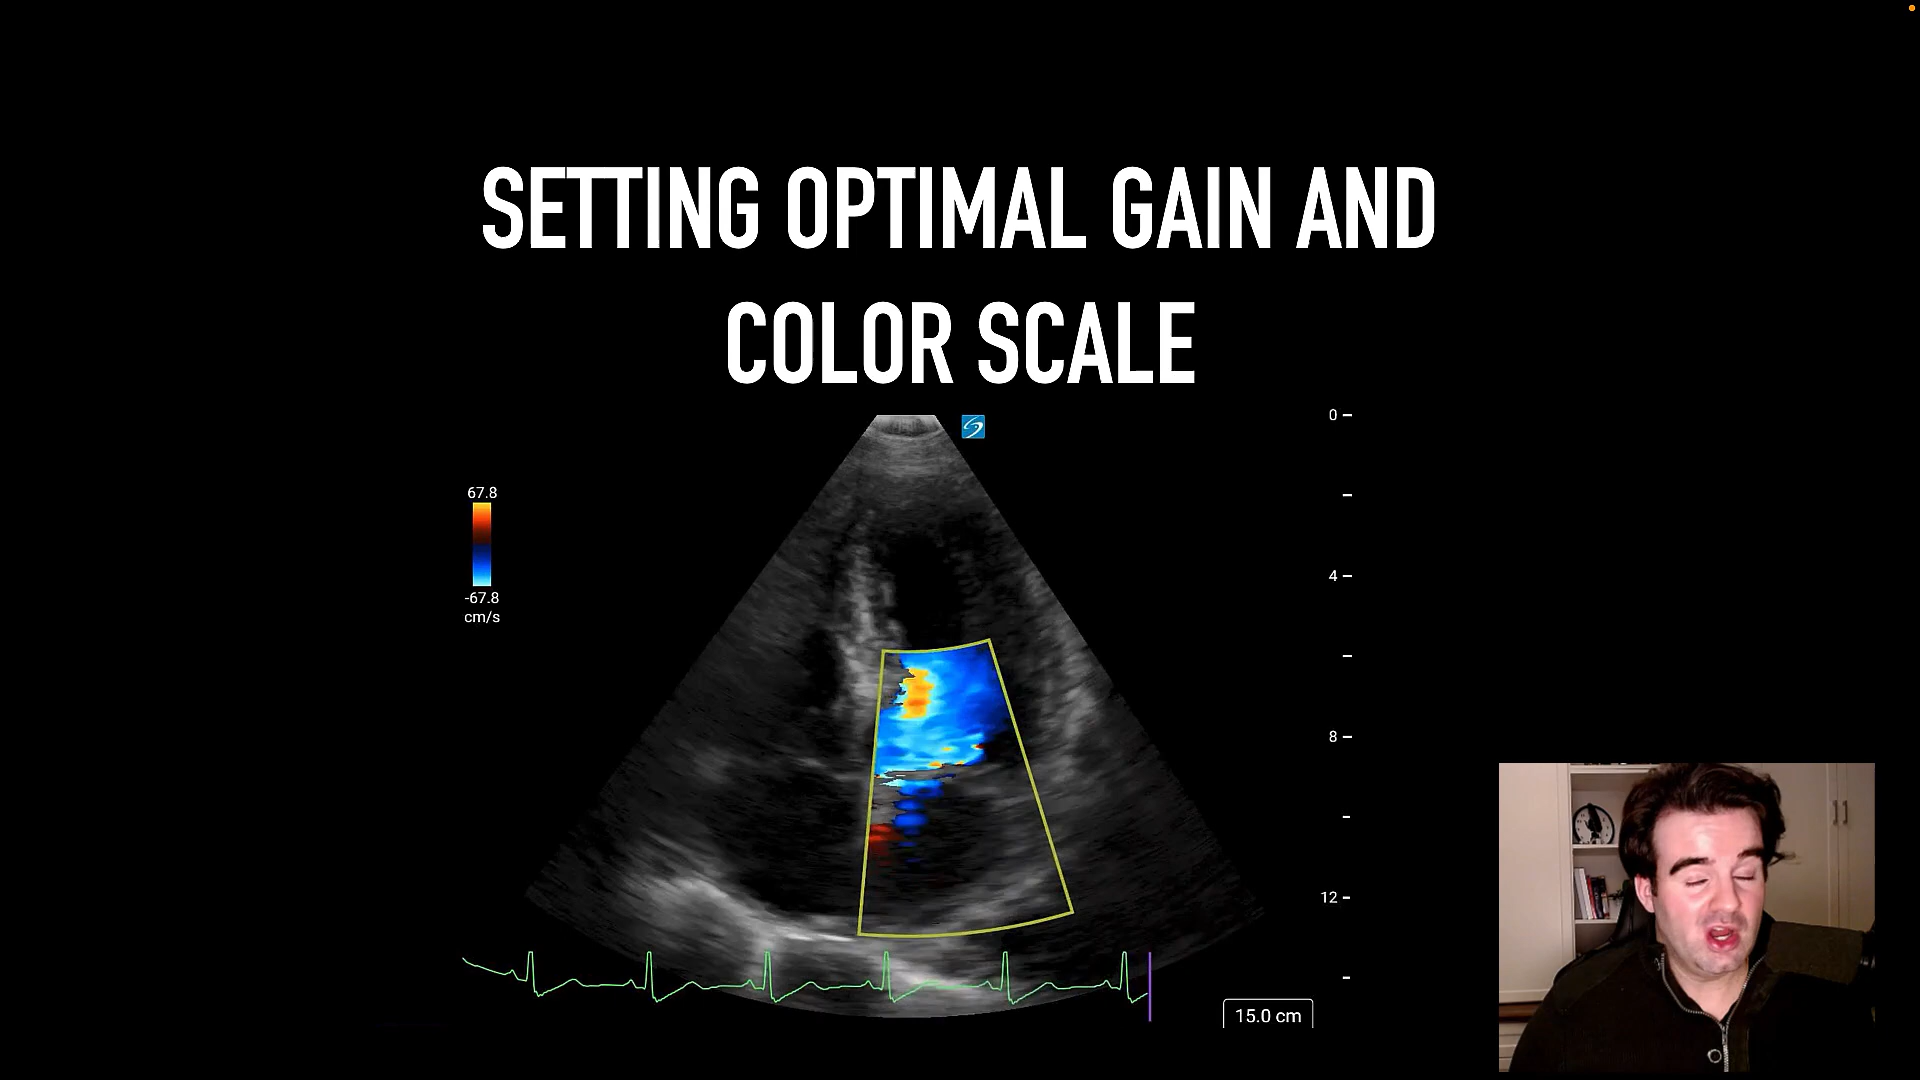 SETTING OPTIMAL GAIN AND
COLOR SCALE
67.8
-67.8
cm/s
0
4
8
12
15.0 cm